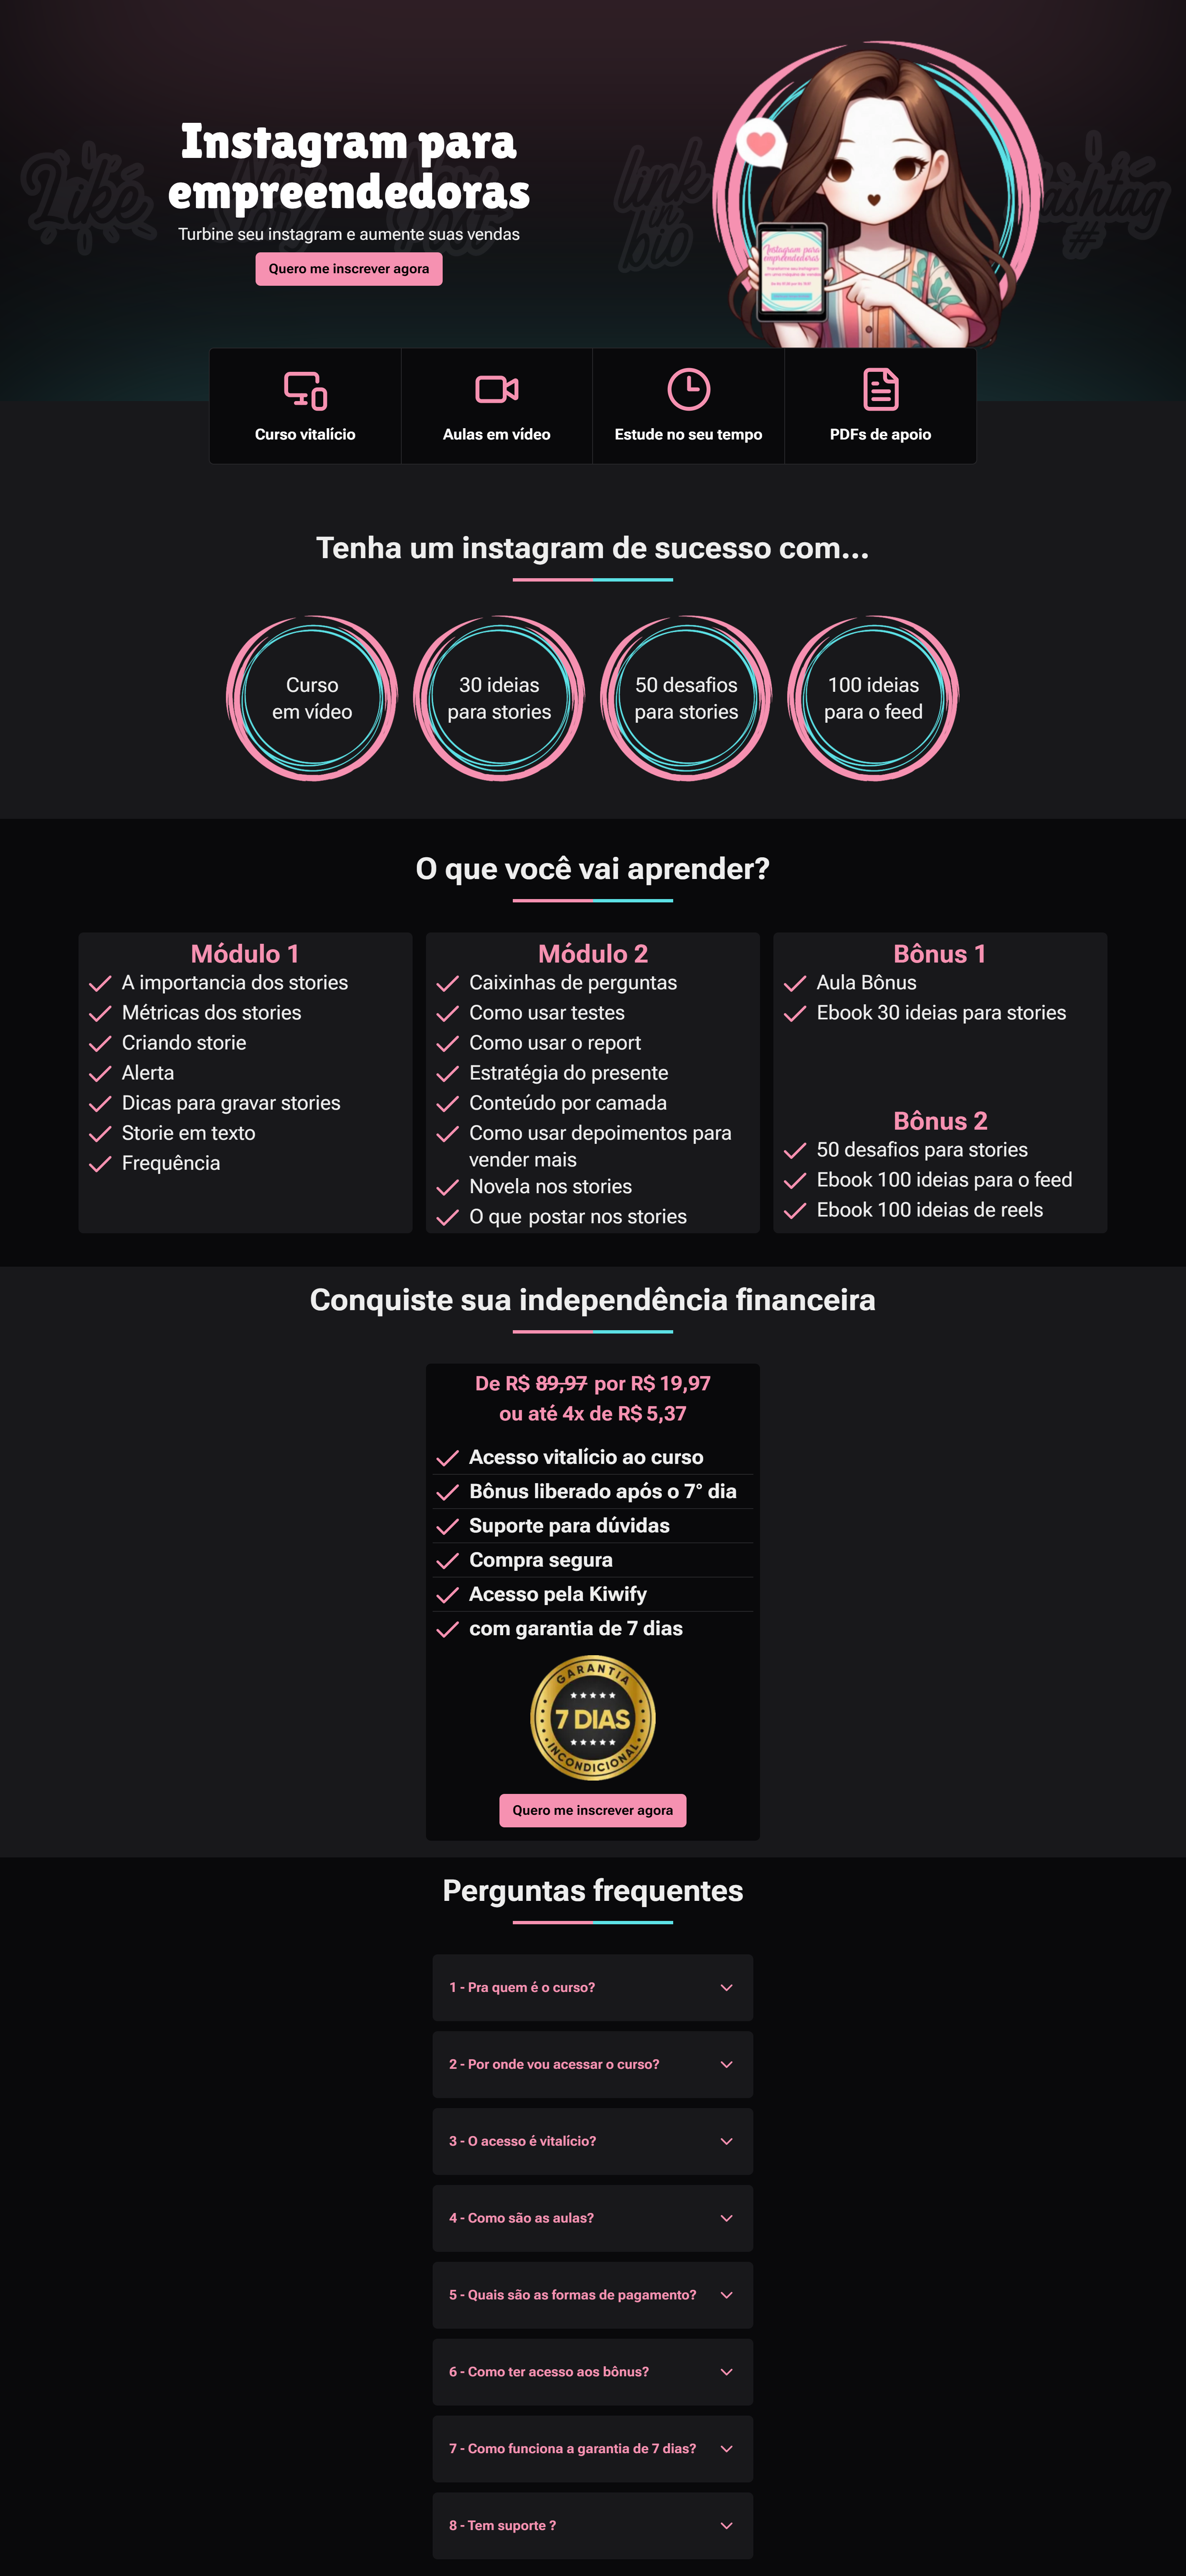 Instagram para
empreendedoras
Turbine seu instagram e aumente suas vendas
Quero me inscrever agora
Like
link
bio
hashtag
#
Instagram para
empreendedoras
Curso vitalício
Aulas em vídeo
Estude no seu tempo
PDFs de apoio
Tenha um instagram de sucesso com...
Curso
em vídeo
30 ideias
para stories
50 desafios
para stories
100 ideias
para o feed
O que você vai aprender?
Módulo 1
A importancia dos stories
Métricas dos stories
Criando storie
Alerta
Dicas para gravar stories
Storie em texto
Frequência
Módulo 2
Caixinhas de perguntas
Como usar testes
Como usar o report
Estratégia do presente
Conteúdo por camada
Como usar depoimentos para
vender mais
Novela nos stories
O que postar nos stories
Bônus 1
Aula Bônus
Ebook 30 ideias para stories
Bônus 2
50 desafios para stories
Ebook 100 ideias para o feed
Ebook 100 ideias de reels
Conquiste sua independência financeira
De R$ 89,97 por R$ 19,97
ou até 4x de R$ 5,37
Acesso vitalício ao curso
Bônus liberado após o 7° dia
Suporte para dúvidas
Compra segura
Acesso pela Kiwify
com garantia de 7 dias
GARANTIA
7 DIAS
INCONDICIONAL
Quero me inscrever agora
Perguntas frequentes
1 - Pra quem é o curso?
2 - Por onde vou acessar o curso?
3 - O acesso é vitalício?
4 - Como são as aulas?
5 - Quais são as formas de pagamento?
6 - Como ter acesso aos bônus?
7 - Como funciona a garantia de 7 dias?
8 - Tem suporte ?